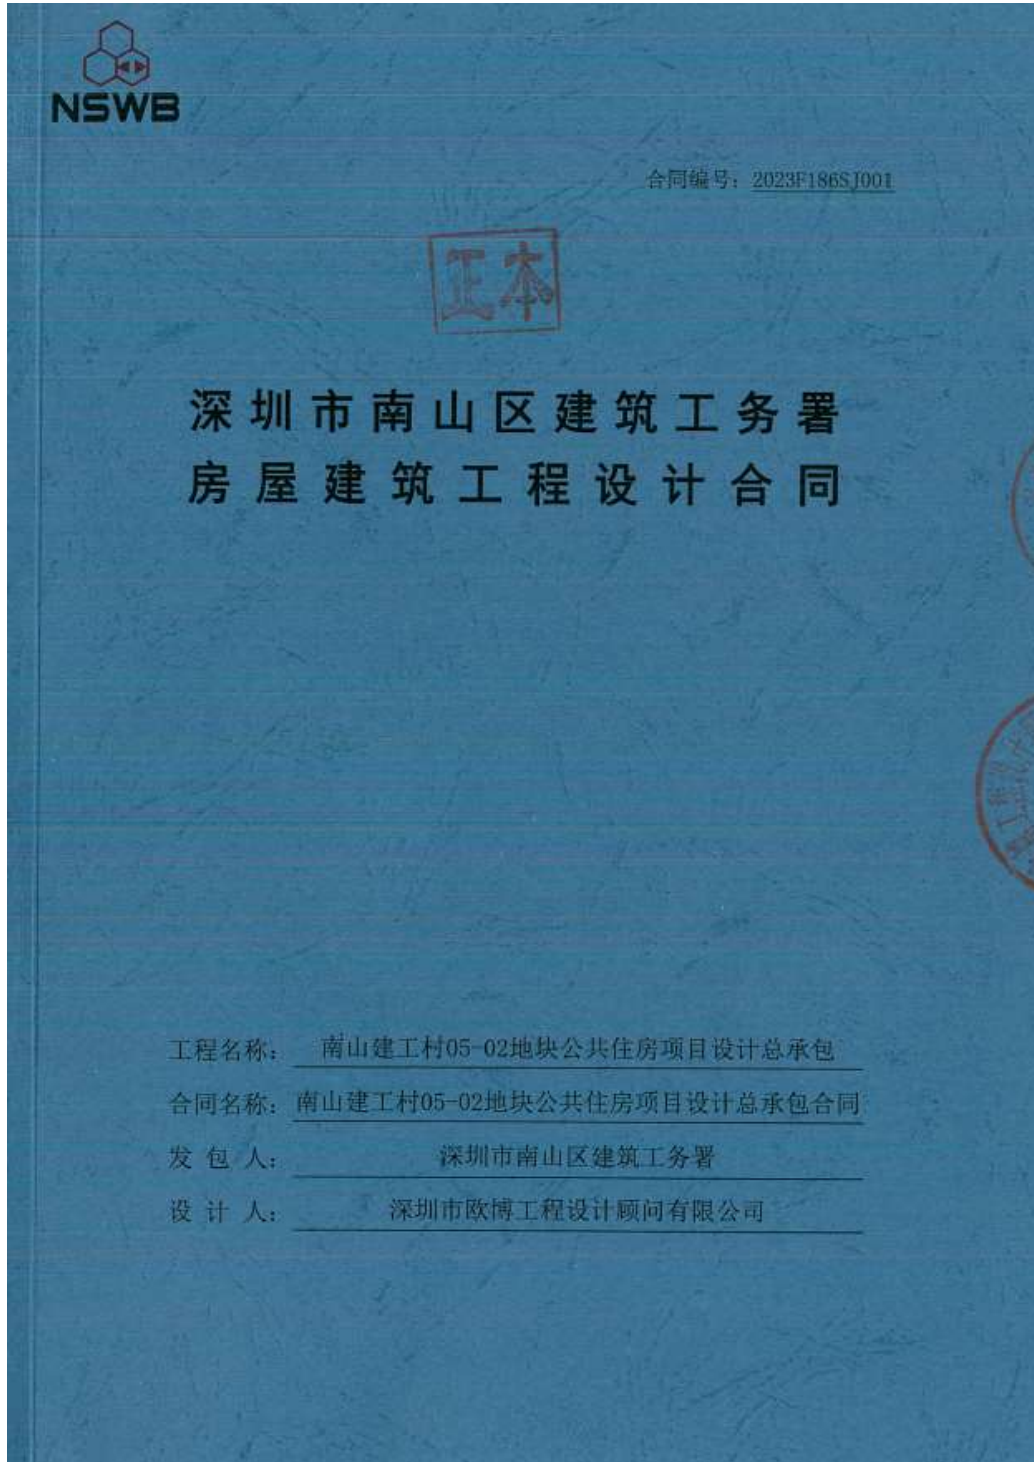 NSWB
合同编号：2023F186SJ001
正本
深圳市南山区建筑工务署
房屋建筑工程设计合同
工程名称：南山建工村05-02地块公共住房项目设计总承包
合同名称：南山建工村05-02地块公共住房项目设计总承包合同
发包人：深圳市南山区建筑工务署
设计人：深圳市欧博工程设计顾问有限公司